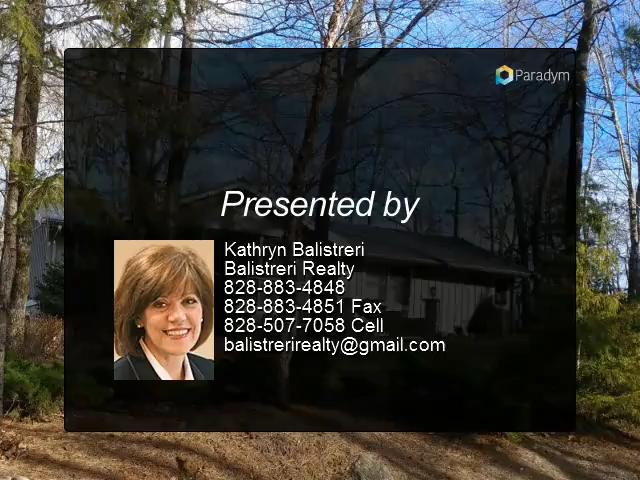 Paradym
Presented by
Kathryn Balistreri
Balistreri Realty
828-883-4848
828-883-4851 Fax
828-507-7058 Cell
balistrerirealty@gmail.com